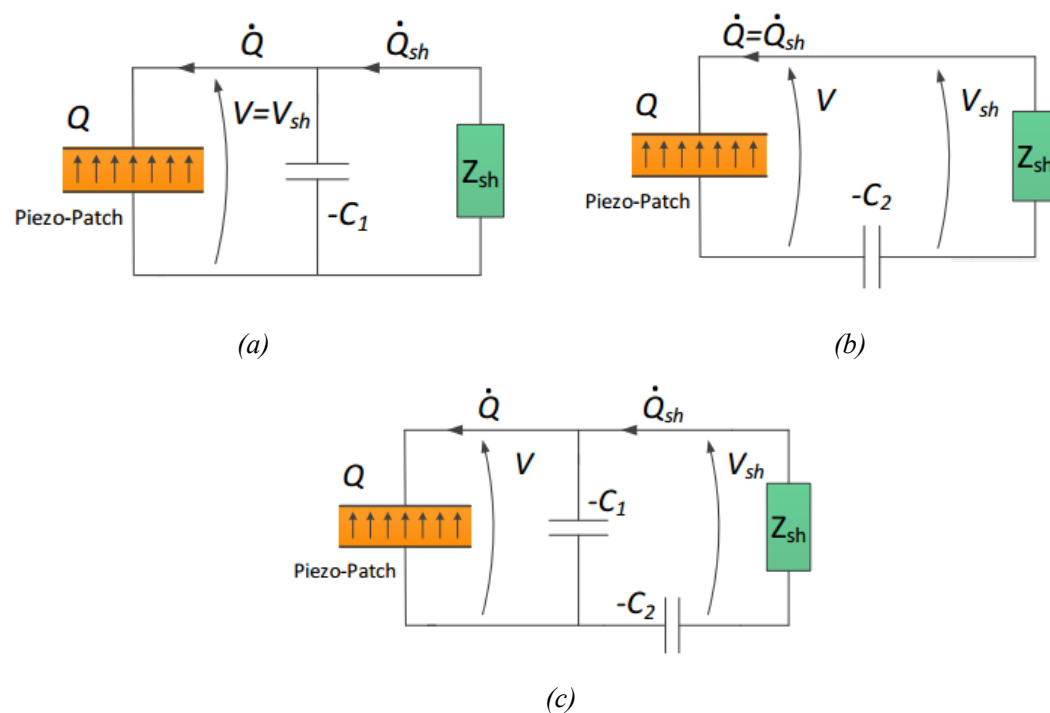 Q̇
Q̇sh
Q
V=Vsh
Zsh
Piezo-Patch
-C1
(a)
Q̇=Q̇sh
Q
V
Vsh
Zsh
Piezo-Patch
-C2
(b)
Q̇
Q̇sh
Q
V
Vsh
-C1
Zsh
Piezo-Patch
-C2
(c)